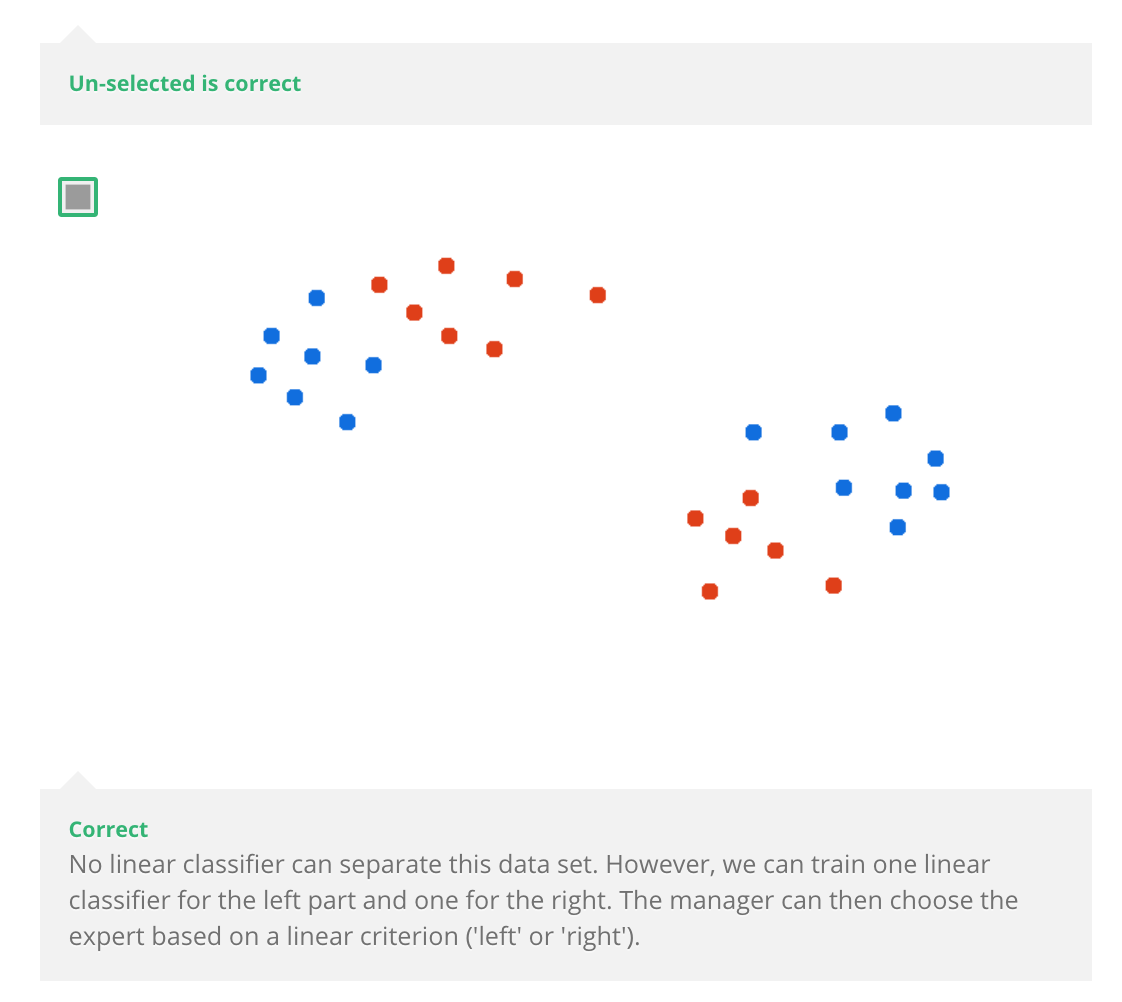 Un-selected is correct
Correct
No linear classifier can separate this data set. However, we can train one linear
classifier for the left part and one for the right. The manager can then choose the
expert based on a linear criterion ('left' or 'right').